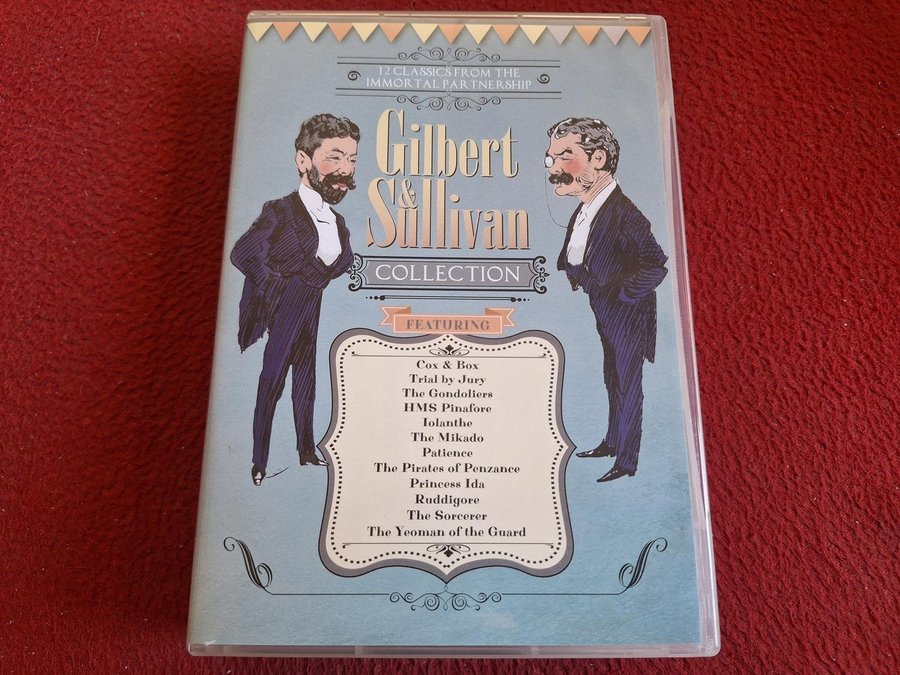 12 CLASSICS FROM THE
IMMORTAL PARTNERSHIP
Gilbert
&
Sullivan
COLLECTION
FEATURING
Cox & Box
Trial by Jury
The Gondoliers
HMS Pinafore
Iolanthe
The Mikado
Patience
The Pirates of Penzance
Princess Ida
Ruddigore
The Sorcerer
The Yeoman of the Guard